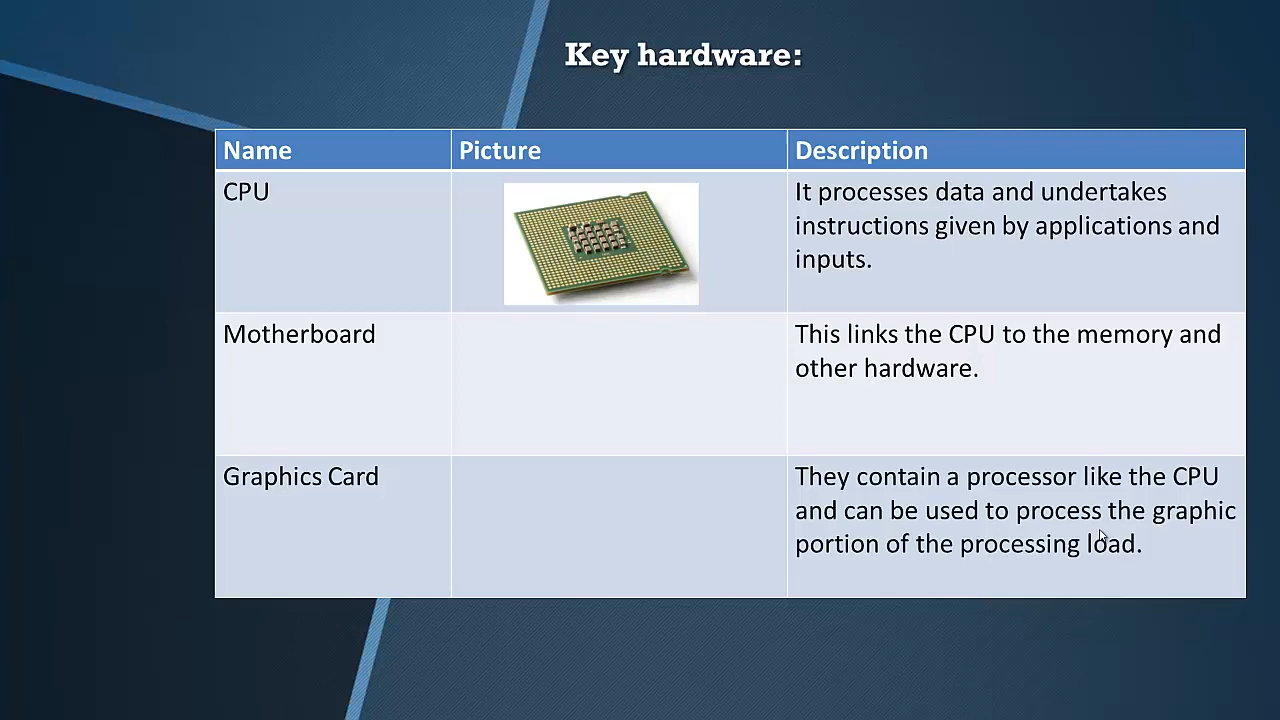 Key hardware:
Name
Picture
Description
CPU
It processes data and undertakes
instructions given by applications and
inputs.
Motherboard
This links the CPU to the memory and
other hardware.
Graphics Card
They contain a processor like the CPU
and can be used to process the graphic
portion of the processing load.